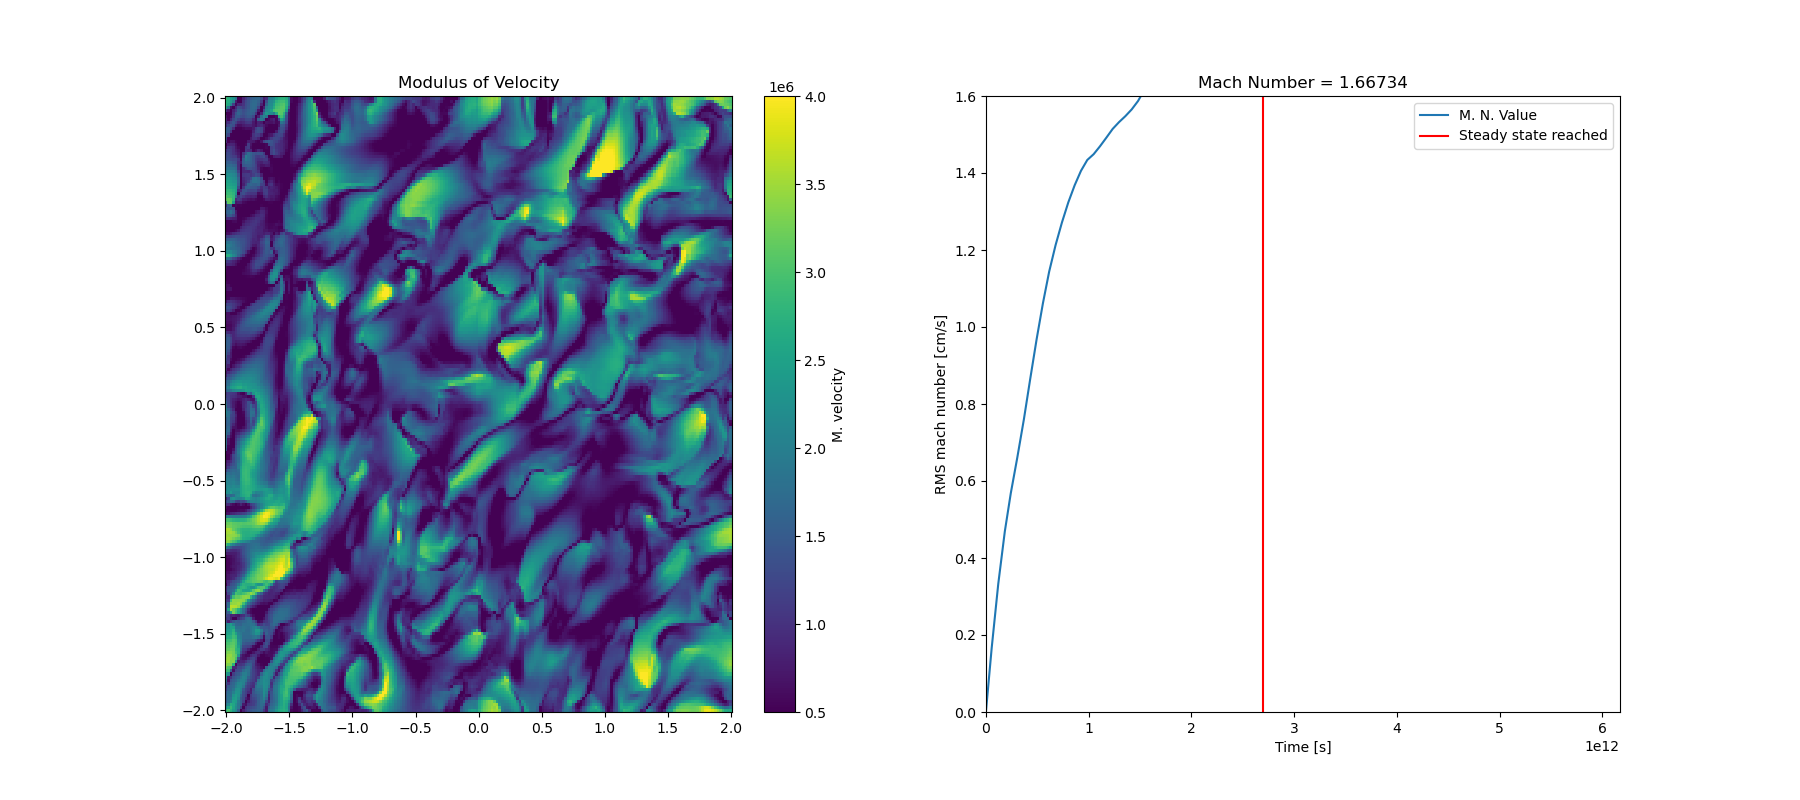 Modulus of Velocity
1e6
2.0
1.5
1.0
0.5
0.0
−0.5
−1.0
−1.5
−2.0
−2.0 −1.5 −1.0 −0.5 0.0 0.5 1.0 1.5 2.0
4.0
3.5
3.0
2.5
2.0
1.5
1.0
0.5
M. velocity
Mach Number = 1.66734
M. N. Value
Steady state reached
RMS mach number [cm/s]
1.6
1.4
1.2
1.0
0.8
0.6
0.4
0.2
0.0
0 1 2 3 4 5 6
Time [s]
1e12